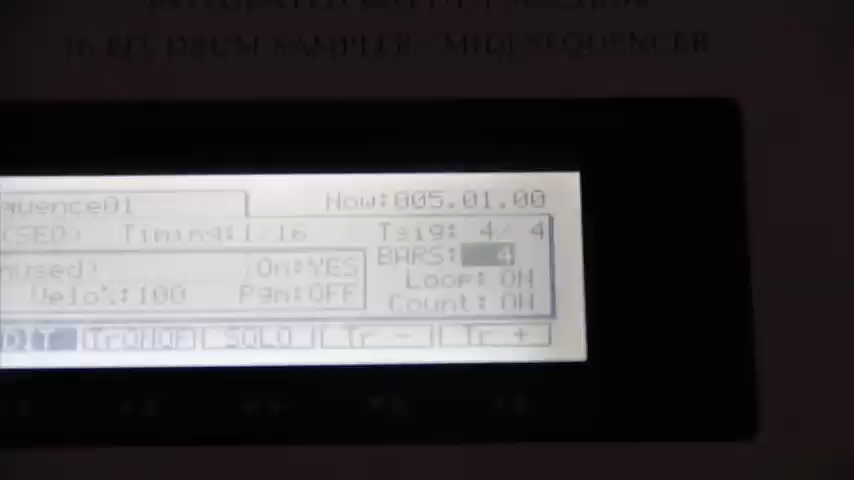 16 BIT DRUM SAMPLER / MIDI SEQUENCER
quence01 Now:005.01.00
(SEQ) Timing:1/16 Tsig: 4/ 4
nused) On:YES BARS: 4
Velo%:100 Pgm:OFF Loop: ON
Count: ON
SOLO Tr - Tr +